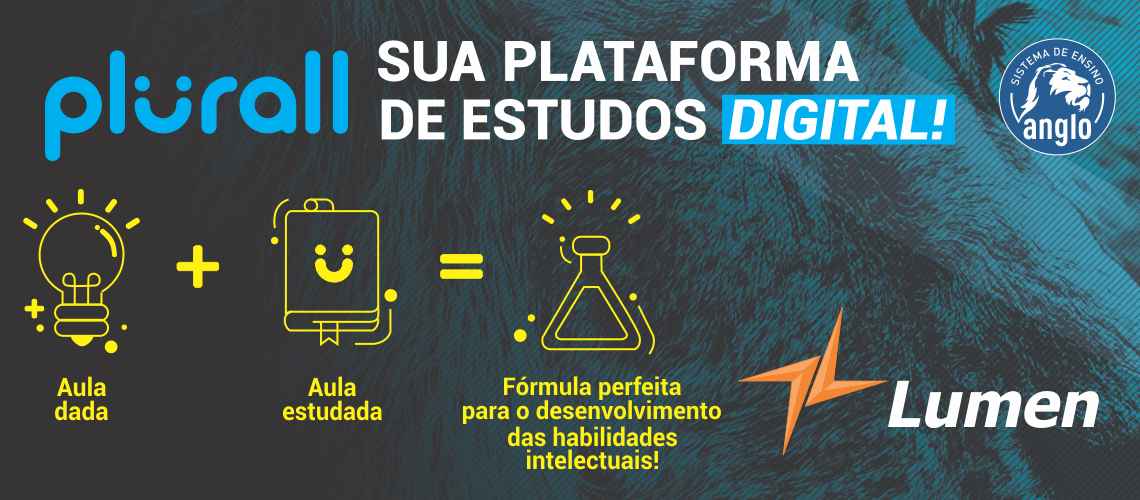 plurall
SUA PLATAFORMA
DE ESTUDOS DIGITAL!
SISTEMA DE ENSINO
anglo
Aula
dada
Aula
estudada
Fórmula perfeita
para o desenvolvimento
das habilidades
intelectuais!
Lumen